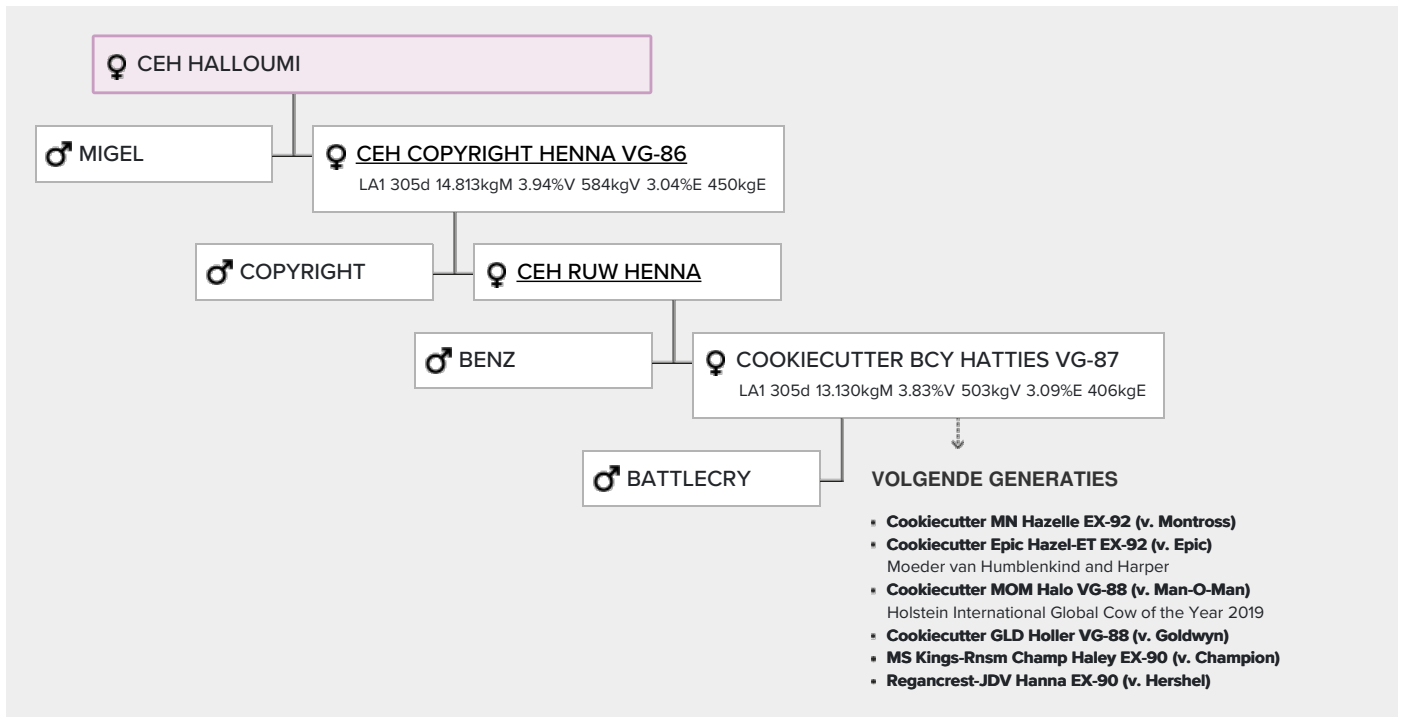 CEH HALLOUMI
MIGEL
CEH COPYRIGHT HENNA VG-86
LA1 305d 14.813kgM 3.94%V 584kgV 3.04%E 450kgE
COPYRIGHT
CEH RUW HENNA
BENZ
COOKIECUTTER BCY HATTIES VG-87
LA1 305d 13.130kgM 3.83%V 503kgV 3.09%E 406kgE
BATTLECRY
VOLGENDE GENERATIES
Cookiecutter MN Hazelle EX-92 (v. Montross)
Cookiecutter Epic Hazel-ET EX-92 (v. Epic)
Moeder van Humblenkind and Harper
Cookiecutter MOM Halo VG-88 (v. Man-O-Man)
Holstein International Global Cow of the Year 2019
Cookiecutter GLD Holler VG-88 (v. Goldwyn)
MS Kings-Rnsm Champ Haley EX-90 (v. Champion)
Regancrest-JDV Hanna EX-90 (v. Hershel)